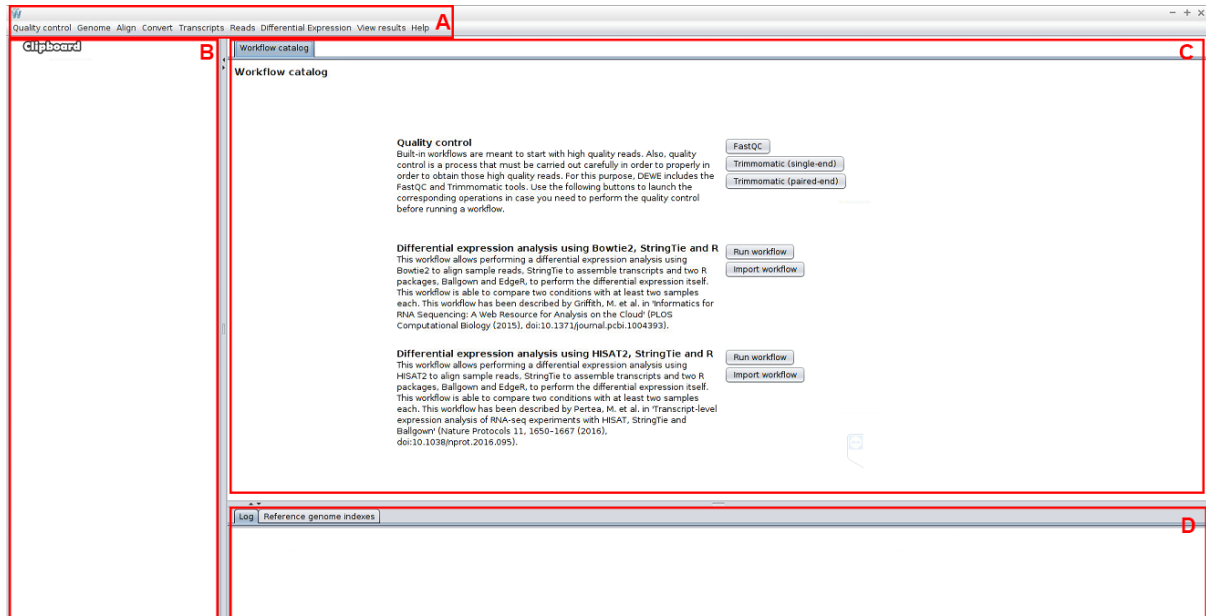 Quality control Genome Align Convert Transcripts Reads Differential Expression View results Help
A
Clipboard
B
Workflow catalog
C
Workflow catalog
Quality control
Built-in workflows are meant to start with high quality reads. Also, quality
control is a process that must be carried out carefully in order to properly in
order to obtain those high quality reads. For this purpose, DEWE includes the
FastQC and Trimmomatic tools. Use the following buttons to launch the
corresponding operations in case you need to perform the quality control
before running a workflow.
FastQC
Trimmomatic (single-end)
Trimmomatic (paired-end)
Differential expression analysis using Bowtie2, StringTie and R
This workflow allows performing a differential expression analysis using
Bowtie2 to align sample reads, StringTie to assemble transcripts and two R
packages, Ballgown and EdgeR, to perform the differential expression itself.
This workflow is able to compare two conditions with at least two samples
each. This workflow has been described by Griffith, M. et al. in 'Informatics for
RNA Sequencing: A Web Resource for Analysis on the Cloud' (PLOS
Computational Biology (2015), doi:10.1371/journal.pcbi.1004393).
Run workflow
Import workflow
Differential expression analysis using HISAT2, StringTie and R
This workflow allows performing a differential expression analysis using
HISAT2 to align sample reads, StringTie to assemble transcripts and two R
packages, Ballgown and EdgeR, to perform the differential expression itself.
This workflow is able to compare two conditions with at least two samples
each. This workflow has been described by Pertea, M. et al. in 'Transcript-level
expression analysis of RNA-seq experiments with HISAT, StringTie and
Ballgown' (Nature Protocols 11, 1650–1667 (2016),
doi:10.1038/nprot.2016.095).
Run workflow
Import workflow
Log
Reference genome indexes
D